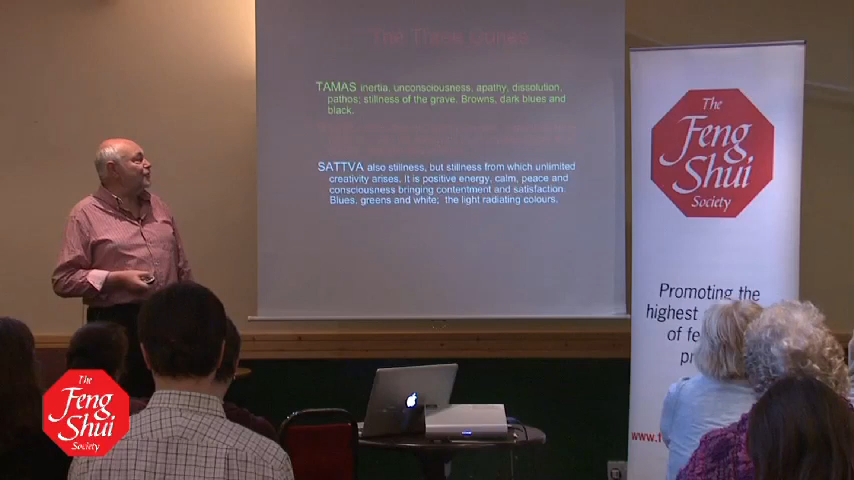 The Three Gunas
TAMAS inertia, unconsciousness, apathy, dissolution,
pathos; stillness of the grave. Browns, dark blues and
black.
SATTVA also stillness, but stillness from which unlimited
creativity arises. It is positive energy, calm, peace and
consciousness bringing contentment and satisfaction.
Blues, greens and white;  the light radiating colours.
The
Feng
Shui
Society
Promoting the
highest
of fe
p
www.f
The
Feng
Shui
Society